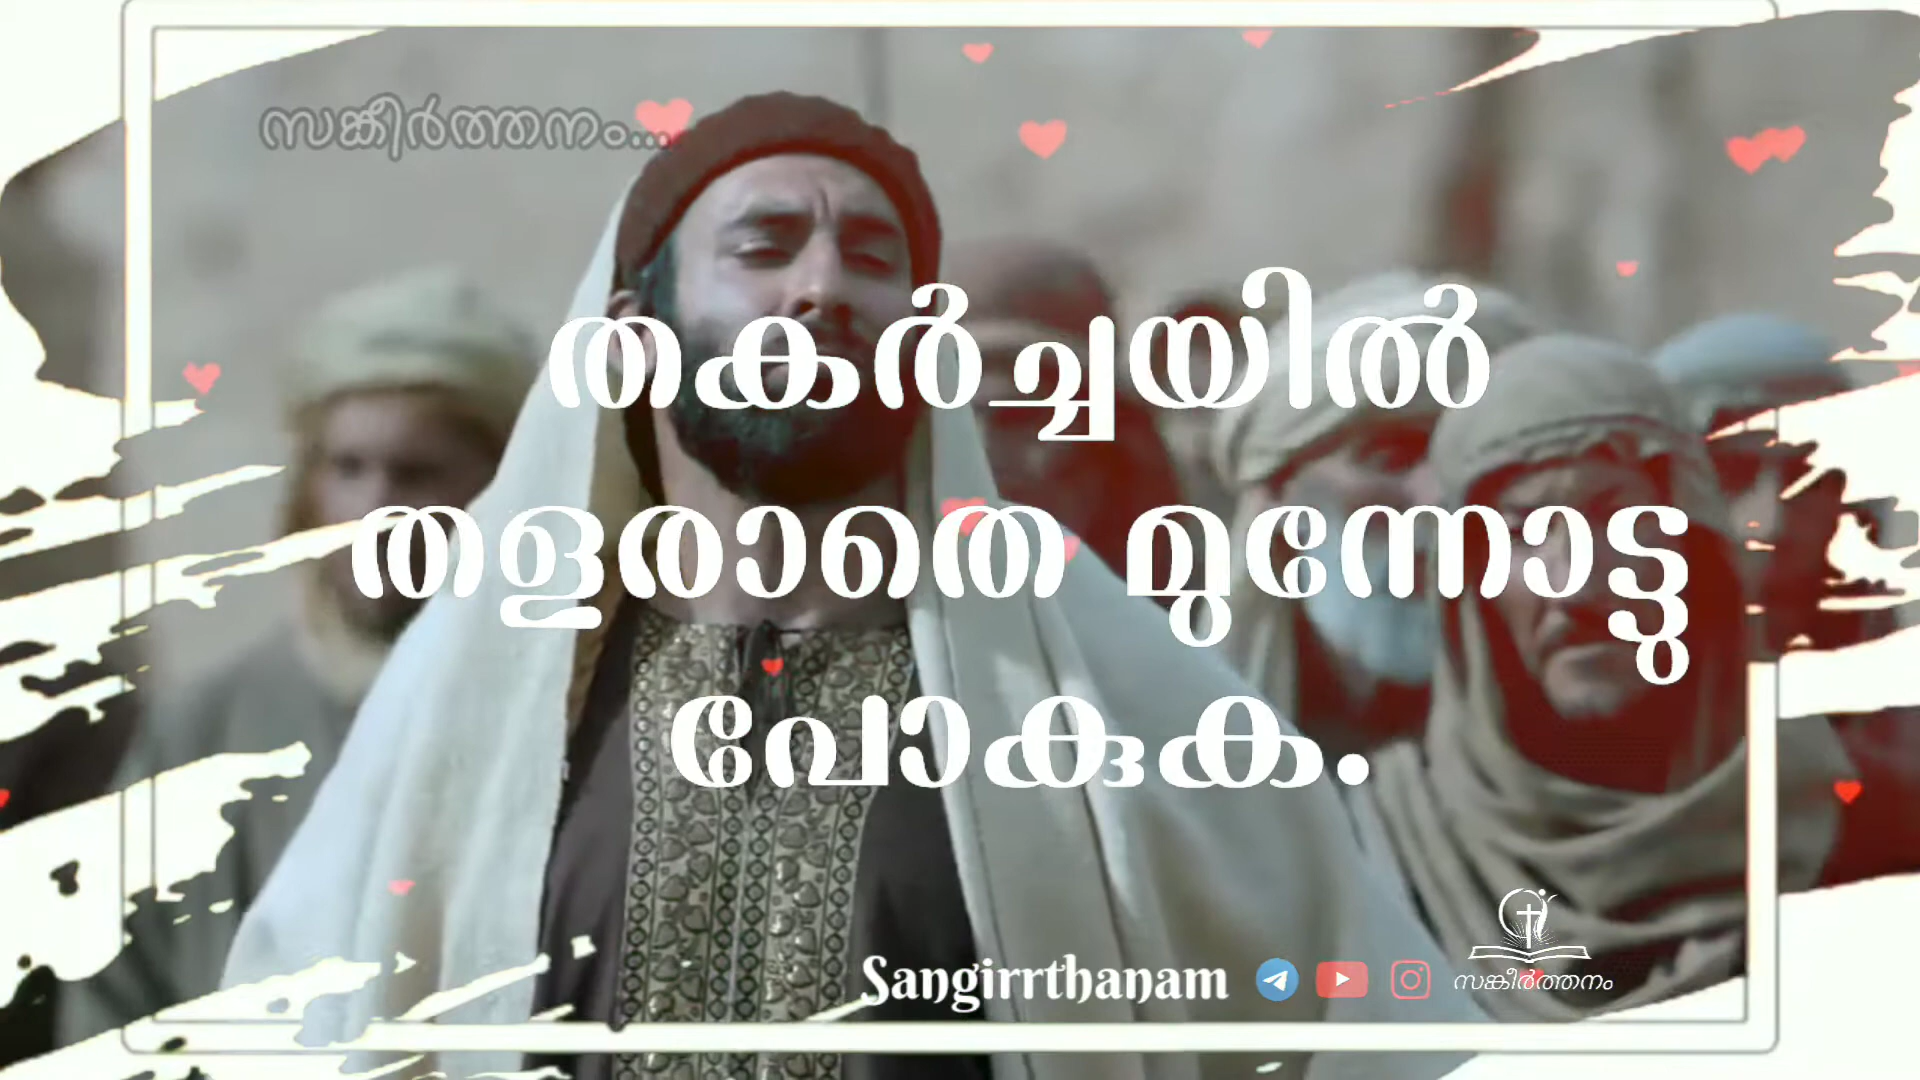 സങ്കീർത്തനം...
തകർച്ചയിൽ
തളരാതെ മുന്നോട്ടു
പോകുക.
Sangirrthanam
സങ്കീർത്തനം